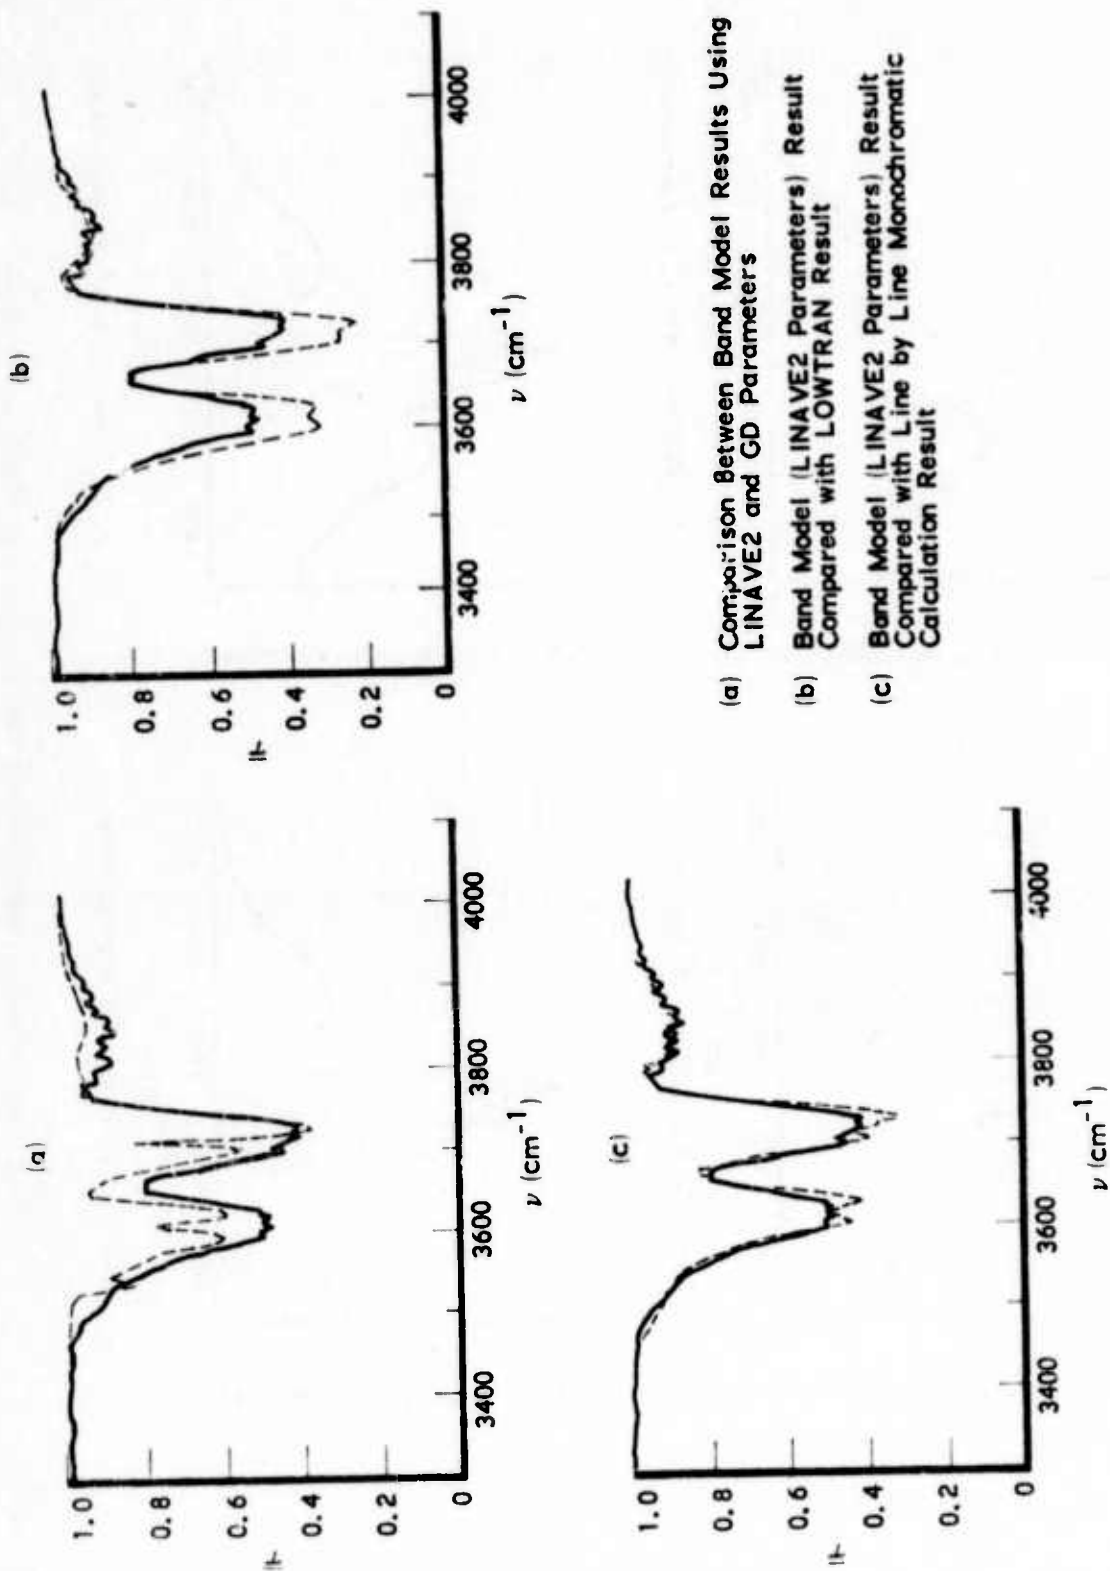 (a)
1.0
0.8
0.6
0.4
0.2
0
3400
3600
3800
4000
ν (cm⁻¹)
(b)
1.0
0.8
0.6
0.4
0.2
0
3400
3600
3800
4000
ν (cm⁻¹)
(c)
1.0
0.8
0.6
0.4
0.2
0
3400
3600
3800
4000
ν (cm⁻¹)
(a) Comparison Between Band Model Results Using
LINAVE2 and GD Parameters
(b) Band Model (LINAVE2 Parameters) Result
Compared with LOWTRAN Result
(c) Band Model (LINAVE2 Parameters) Result
Compared with Line by Line Monochromatic
Calculation Result